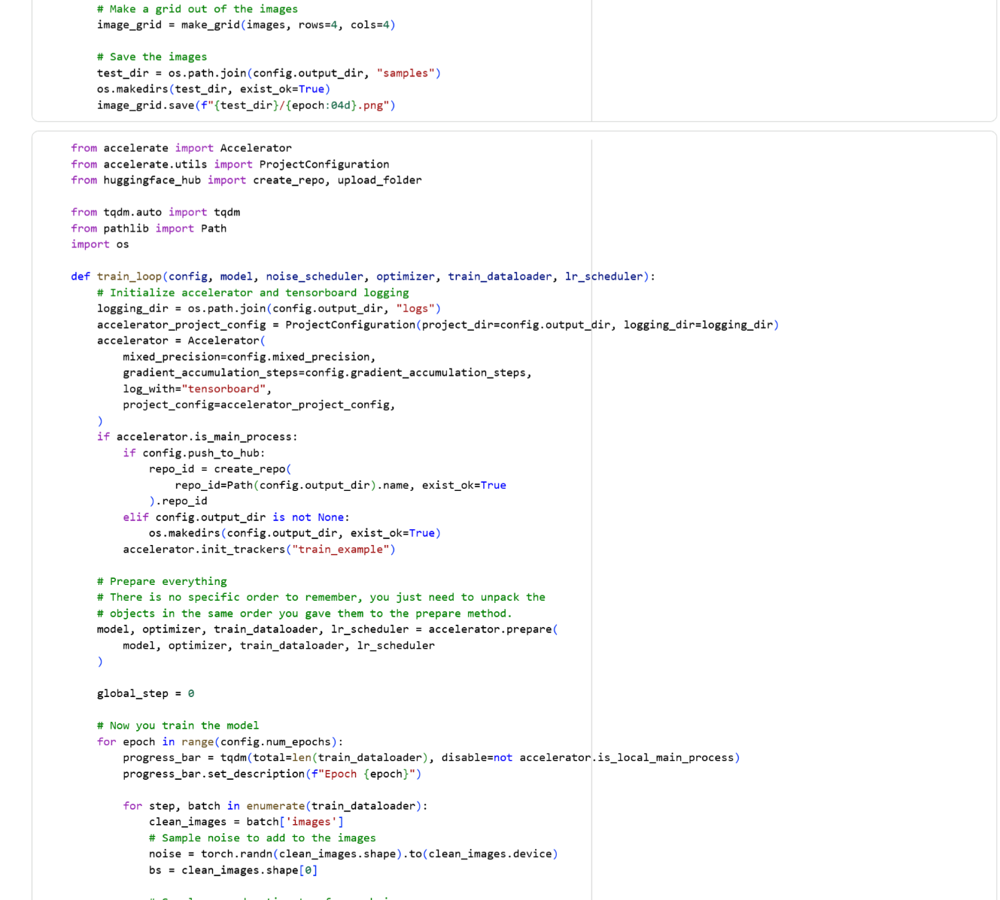 # Make a grid out of the images
image_grid = make_grid(images, rows=4, cols=4)
# Save the images
test_dir = os.path.join(config.output_dir, "samples")
os.makedirs(test_dir, exist_ok=True)
image_grid.save(f"{test_dir}/{epoch:04d}.png")
from accelerate import Accelerator
from accelerate.utils import ProjectConfiguration
from huggingface_hub import create_repo, upload_folder
from tqdm.auto import tqdm
from pathlib import Path
import os
def train_loop(config, model, noise_scheduler, optimizer, train_dataloader, lr_scheduler):
# Initialize accelerator and tensorboard logging
logging_dir = os.path.join(config.output_dir, "logs")
accelerator_project_config = ProjectConfiguration(project_dir=config.output_dir, logging_dir=logging_dir)
accelerator = Accelerator(
mixed_precision=config.mixed_precision,
gradient_accumulation_steps=config.gradient_accumulation_steps,
log_with="tensorboard",
project_config=accelerator_project_config,
)
if accelerator.is_main_process:
if config.push_to_hub:
repo_id = create_repo(
repo_id=Path(config.output_dir).name, exist_ok=True
).repo_id
elif config.output_dir is not None:
os.makedirs(config.output_dir, exist_ok=True)
accelerator.init_trackers("train_example")
# Prepare everything
# There is no specific order to remember, you just need to unpack the
# objects in the same order you gave them to the prepare method.
model, optimizer, train_dataloader, lr_scheduler = accelerator.prepare(
model, optimizer, train_dataloader, lr_scheduler
)
global_step = 0
# Now you train the model
for epoch in range(config.num_epochs):
progress_bar = tqdm(total=len(train_dataloader), disable=not accelerator.is_local_main_process)
progress_bar.set_description(f"Epoch {epoch}")
for step, batch in enumerate(train_dataloader):
clean_images = batch['images']
# Sample noise to add to the images
noise = torch.randn(clean_images.shape).to(clean_images.device)
bs = clean_images.shape[0]